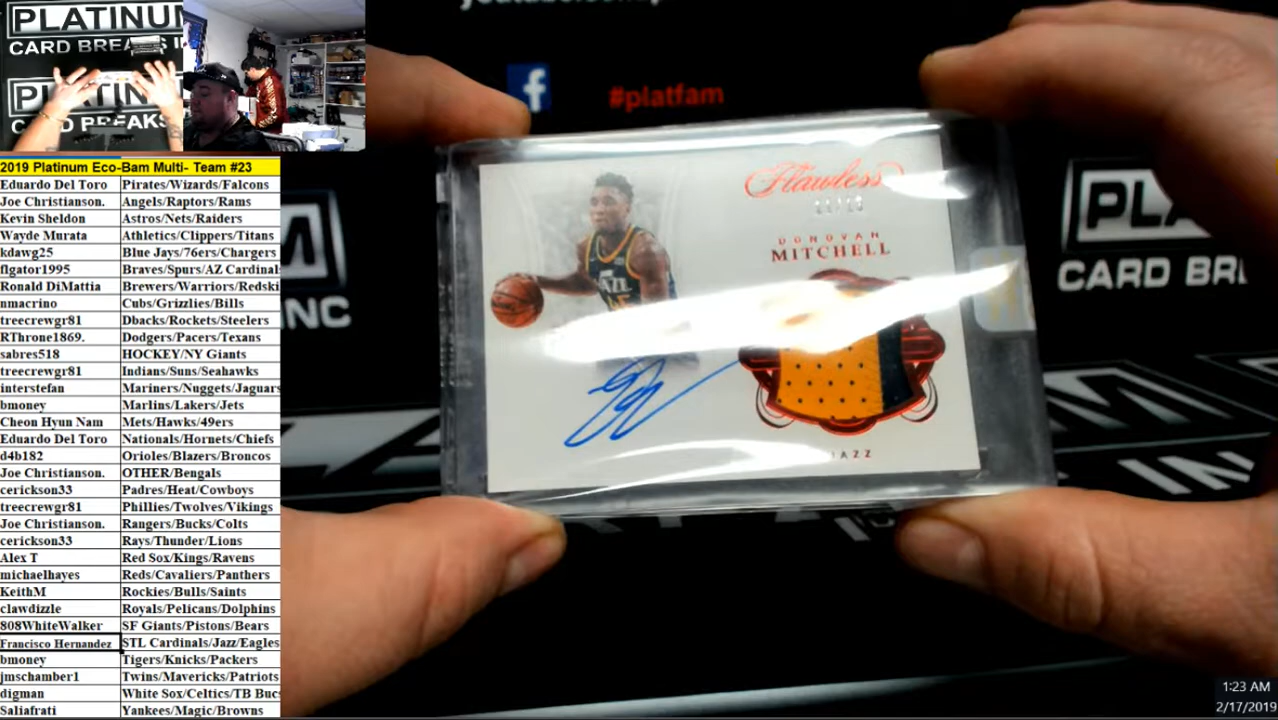 PLATINU
CARD BREAKS I
PLATIN
CARD BREAKS
#platfam
Flawless
DONOVAN
MITCHELL
JAZZ
PLA
CARD BRE
M
INC
IN
2019 Platinum Eco-Bam Multi- Team #23
Eduardo Del Toro Pirates/Wizards/Falcons
Joe Christianson. Angels/Raptors/Rams
Kevin Sheldon Astros/Nets/Raiders
Wayde Murata Athletics/Clippers/Titans
kdawg25 Blue Jays/76ers/Chargers
flgator1995 Braves/Spurs/AZ Cardinal
Ronald DiMattia Brewers/Warriors/Redski
nmacrino Cubs/Grizzlies/Bills
treecrewgr81 Dbacks/Rockets/Steelers
RThrone1869. Dodgers/Pacers/Texans
sabres518 HOCKEY/NY Giants
treecrewgr81 Indians/Suns/Seahawks
interstefan Mariners/Nuggets/Jaguars
bmoney Marlins/Lakers/Jets
Cheon Hyun Nam Mets/Hawks/49ers
Eduardo Del Toro Nationals/Hornets/Chiefs
d4b182 Orioles/Blazers/Broncos
Joe Christianson. OTHER/Bengals
cerickson33 Padres/Heat/Cowboys
treecrewgr81 Phillies/Twolves/Vikings
Joe Christianson. Rangers/Bucks/Colts
cerickson33 Rays/Thunder/Lions
Alex T Red Sox/Kings/Ravens
michaelhayes Reds/Cavaliers/Panthers
KeithM Rockies/Bulls/Saints
clawdizzle Royals/Pelicans/Dolphins
808WhiteWalker SF Giants/Pistons/Bears
Francisco Hernandez STL Cardinals/Jazz/Eagles
bmoney Tigers/Knicks/Packers
jmschamber1 Twins/Mavericks/Patriots
digman White Sox/Celtics/TB Bucs
Saliafrati Yankees/Magic/Browns
1:23 AM
2/17/2019